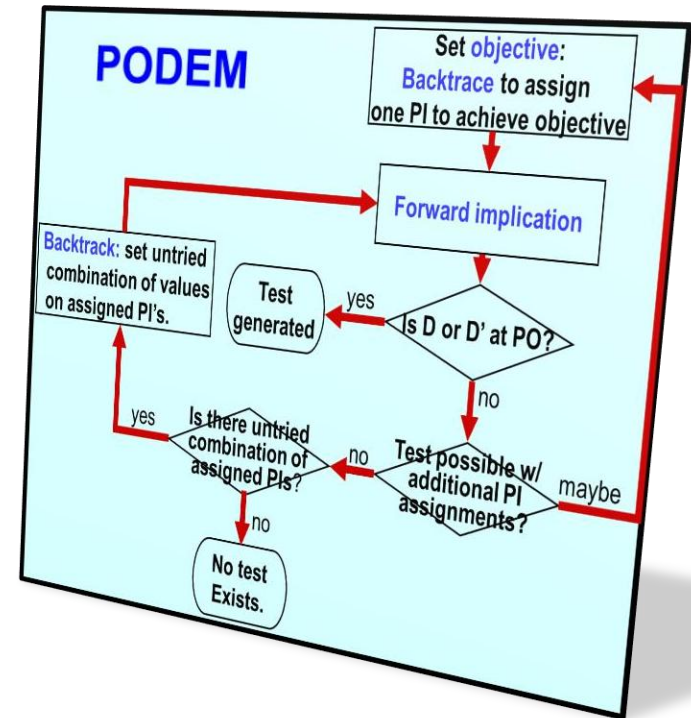 PODEM
Set objective:
Backtrace to assign
one PI to achieve objective
Forward implication
Backtrack: set untried
combination of values
on assigned PI's.
Test
generated
yes
Is D or D' at PO?
no
yes
Is there untried
combination of
assigned PIs?
no
Test possible w/
additional PI
assignments?
maybe
no
No test
Exists.